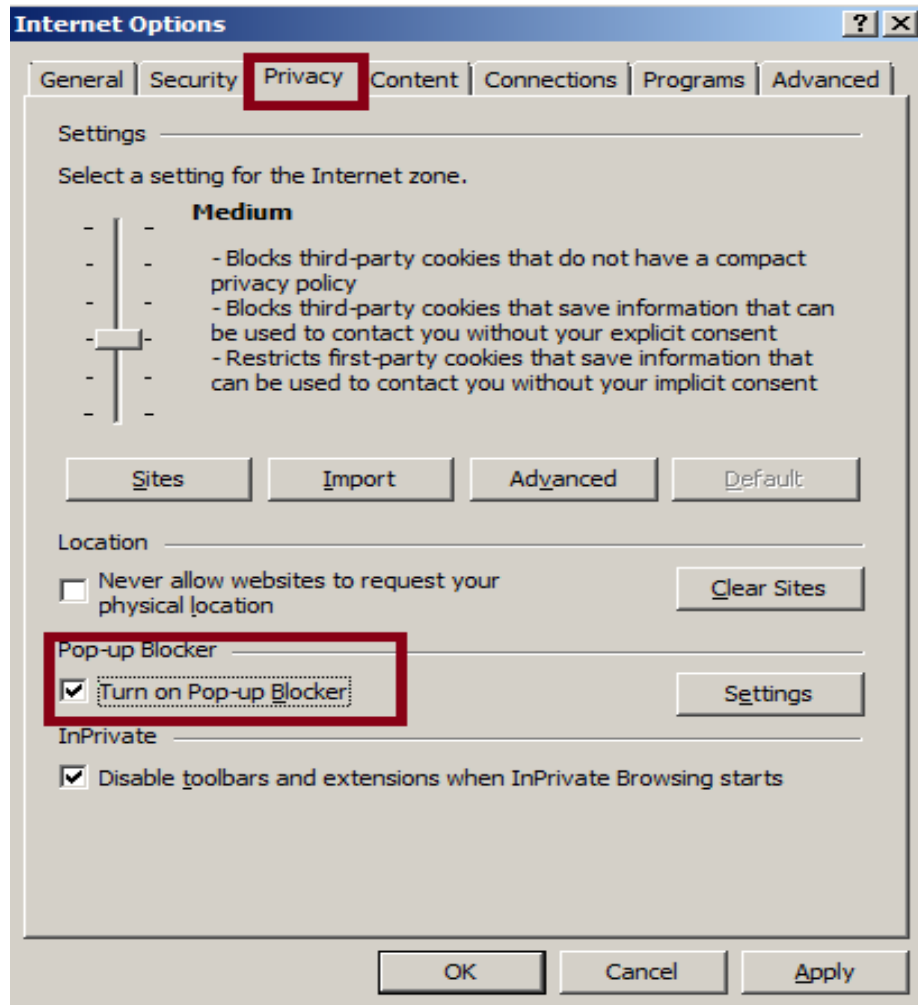 Internet Options
General Security Privacy Content Connections Programs Advanced
Settings
Select a setting for the Internet zone.
Medium
- Blocks third-party cookies that do not have a compact
privacy policy
- Blocks third-party cookies that save information that can
be used to contact you without your explicit consent
- Restricts first-party cookies that save information that
can be used to contact you without your implicit consent
Sites Import Advanced Default
Location
Never allow websites to request your
physical location
Clear Sites
Pop-up Blocker
Turn on Pop-up Blocker
Settings
InPrivate
Disable toolbars and extensions when InPrivate Browsing starts
OK Cancel Apply